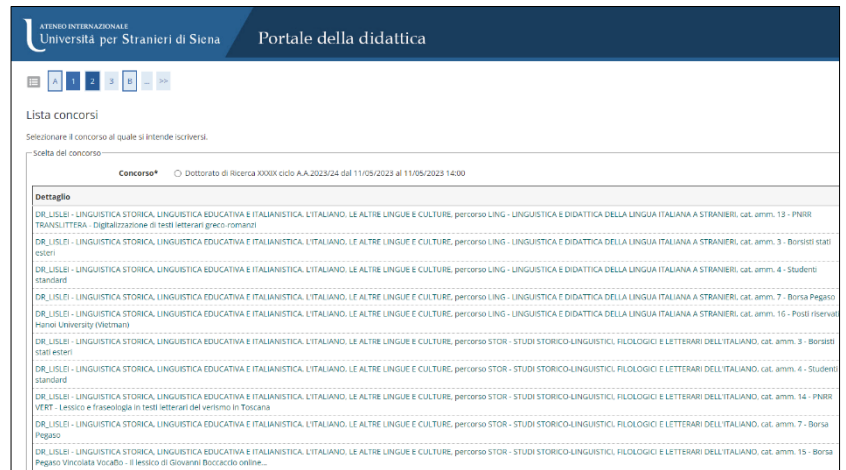 ATENEO INTERNAZIONALE
Università per Stranieri di Siena
Portale della didattica
A 1 2 3 B ... >>
Lista concorsi
Selezionare il concorso al quale si intende iscriversi.
Scelta del concorso
Concorso* Dottorato di Ricerca XXXIX ciclo A.A.2023/24 dal 11/05/2023 al 11/05/2023 14:00
Dettaglio
DR_LISLEI - LINGUISTICA STORICA, LINGUISTICA EDUCATIVA E ITALIANISTICA. L'ITALIANO, LE ALTRE LINGUE E CULTURE, percorso LING - LINGUISTICA E DIDATTICA DELLA LINGUA ITALIANA A STRANIERI, cat. amm. 13 - PNRR
TRANSLITTERA - Digitalizzazione di testi letterari greco-romanzi
DR_LISLEI - LINGUISTICA STORICA, LINGUISTICA EDUCATIVA E ITALIANISTICA. L'ITALIANO, LE ALTRE LINGUE E CULTURE, percorso LING - LINGUISTICA E DIDATTICA DELLA LINGUA ITALIANA A STRANIERI, cat. amm. 3 - Borsisti stati
esteri
DR_LISLEI - LINGUISTICA STORICA, LINGUISTICA EDUCATIVA E ITALIANISTICA. L'ITALIANO, LE ALTRE LINGUE E CULTURE, percorso LING - LINGUISTICA E DIDATTICA DELLA LINGUA ITALIANA A STRANIERI, cat. amm. 4 - Studenti
standard
DR_LISLEI - LINGUISTICA STORICA, LINGUISTICA EDUCATIVA E ITALIANISTICA. L'ITALIANO, LE ALTRE LINGUE E CULTURE, percorso LING - LINGUISTICA E DIDATTICA DELLA LINGUA ITALIANA A STRANIERI, cat. amm. 7 - Borsa Pegaso
DR_LISLEI - LINGUISTICA STORICA, LINGUISTICA EDUCATIVA E ITALIANISTICA. L'ITALIANO, LE ALTRE LINGUE E CULTURE, percorso LING - LINGUISTICA E DIDATTICA DELLA LINGUA ITALIANA A STRANIERI, cat. amm. 16 - Posti riservati
Hanoi University (Vietman)
DR_LISLEI - LINGUISTICA STORICA, LINGUISTICA EDUCATIVA E ITALIANISTICA. L'ITALIANO, LE ALTRE LINGUE E CULTURE, percorso STOR - STUDI STORICO-LINGUISTICI, FILOLOGICI E LETTERARI DELL'ITALIANO, cat. amm. 3 - Borsisti
stati esteri
DR_LISLEI - LINGUISTICA STORICA, LINGUISTICA EDUCATIVA E ITALIANISTICA. L'ITALIANO, LE ALTRE LINGUE E CULTURE, percorso STOR - STUDI STORICO-LINGUISTICI, FILOLOGICI E LETTERARI DELL'ITALIANO, cat. amm. 4 - Studenti
standard
DR_LISLEI - LINGUISTICA STORICA, LINGUISTICA EDUCATIVA E ITALIANISTICA. L'ITALIANO, LE ALTRE LINGUE E CULTURE, percorso STOR - STUDI STORICO-LINGUISTICI, FILOLOGICI E LETTERARI DELL'ITALIANO, cat. amm. 14 - PNRR
VERT - Lessico e fraseologia in testi letterari del verismo in Toscana
DR_LISLEI - LINGUISTICA STORICA, LINGUISTICA EDUCATIVA E ITALIANISTICA. L'ITALIANO, LE ALTRE LINGUE E CULTURE, percorso STOR - STUDI STORICO-LINGUISTICI, FILOLOGICI E LETTERARI DELL'ITALIANO, cat. amm. 7 - Borsa
Pegaso
DR_LISLEI - LINGUISTICA STORICA, LINGUISTICA EDUCATIVA E ITALIANISTICA. L'ITALIANO, LE ALTRE LINGUE E CULTURE, percorso STOR - STUDI STORICO-LINGUISTICI, FILOLOGICI E LETTERARI DELL'ITALIANO, cat. amm. 15 - Borsa
Pegaso Vincolata VocaBo - Il lessico di Giovanni Boccaccio online...